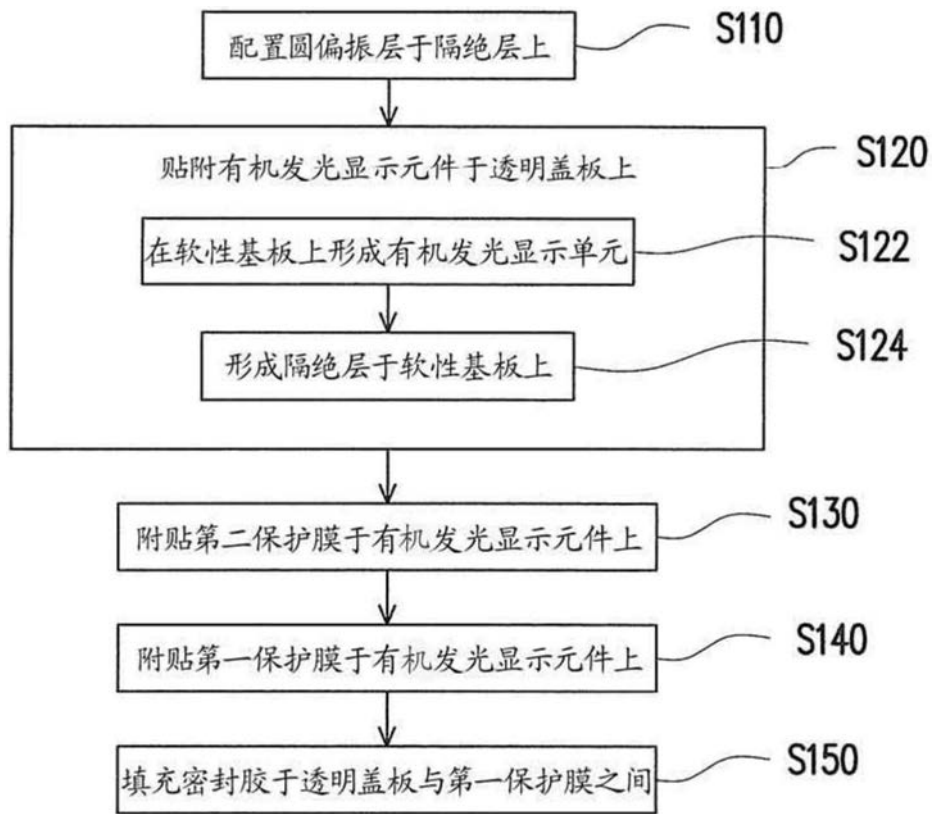 配置圆偏振层于隔绝层上
S110
贴附有机发光显示元件于透明盖板上
S120
在软性基板上形成有机发光显示单元
S122
形成隔绝层于软性基板上
S124
附贴第二保护膜于有机发光显示元件上
S130
附贴第一保护膜于有机发光显示元件上
S140
填充密封胶于透明盖板与第一保护膜之间
S150